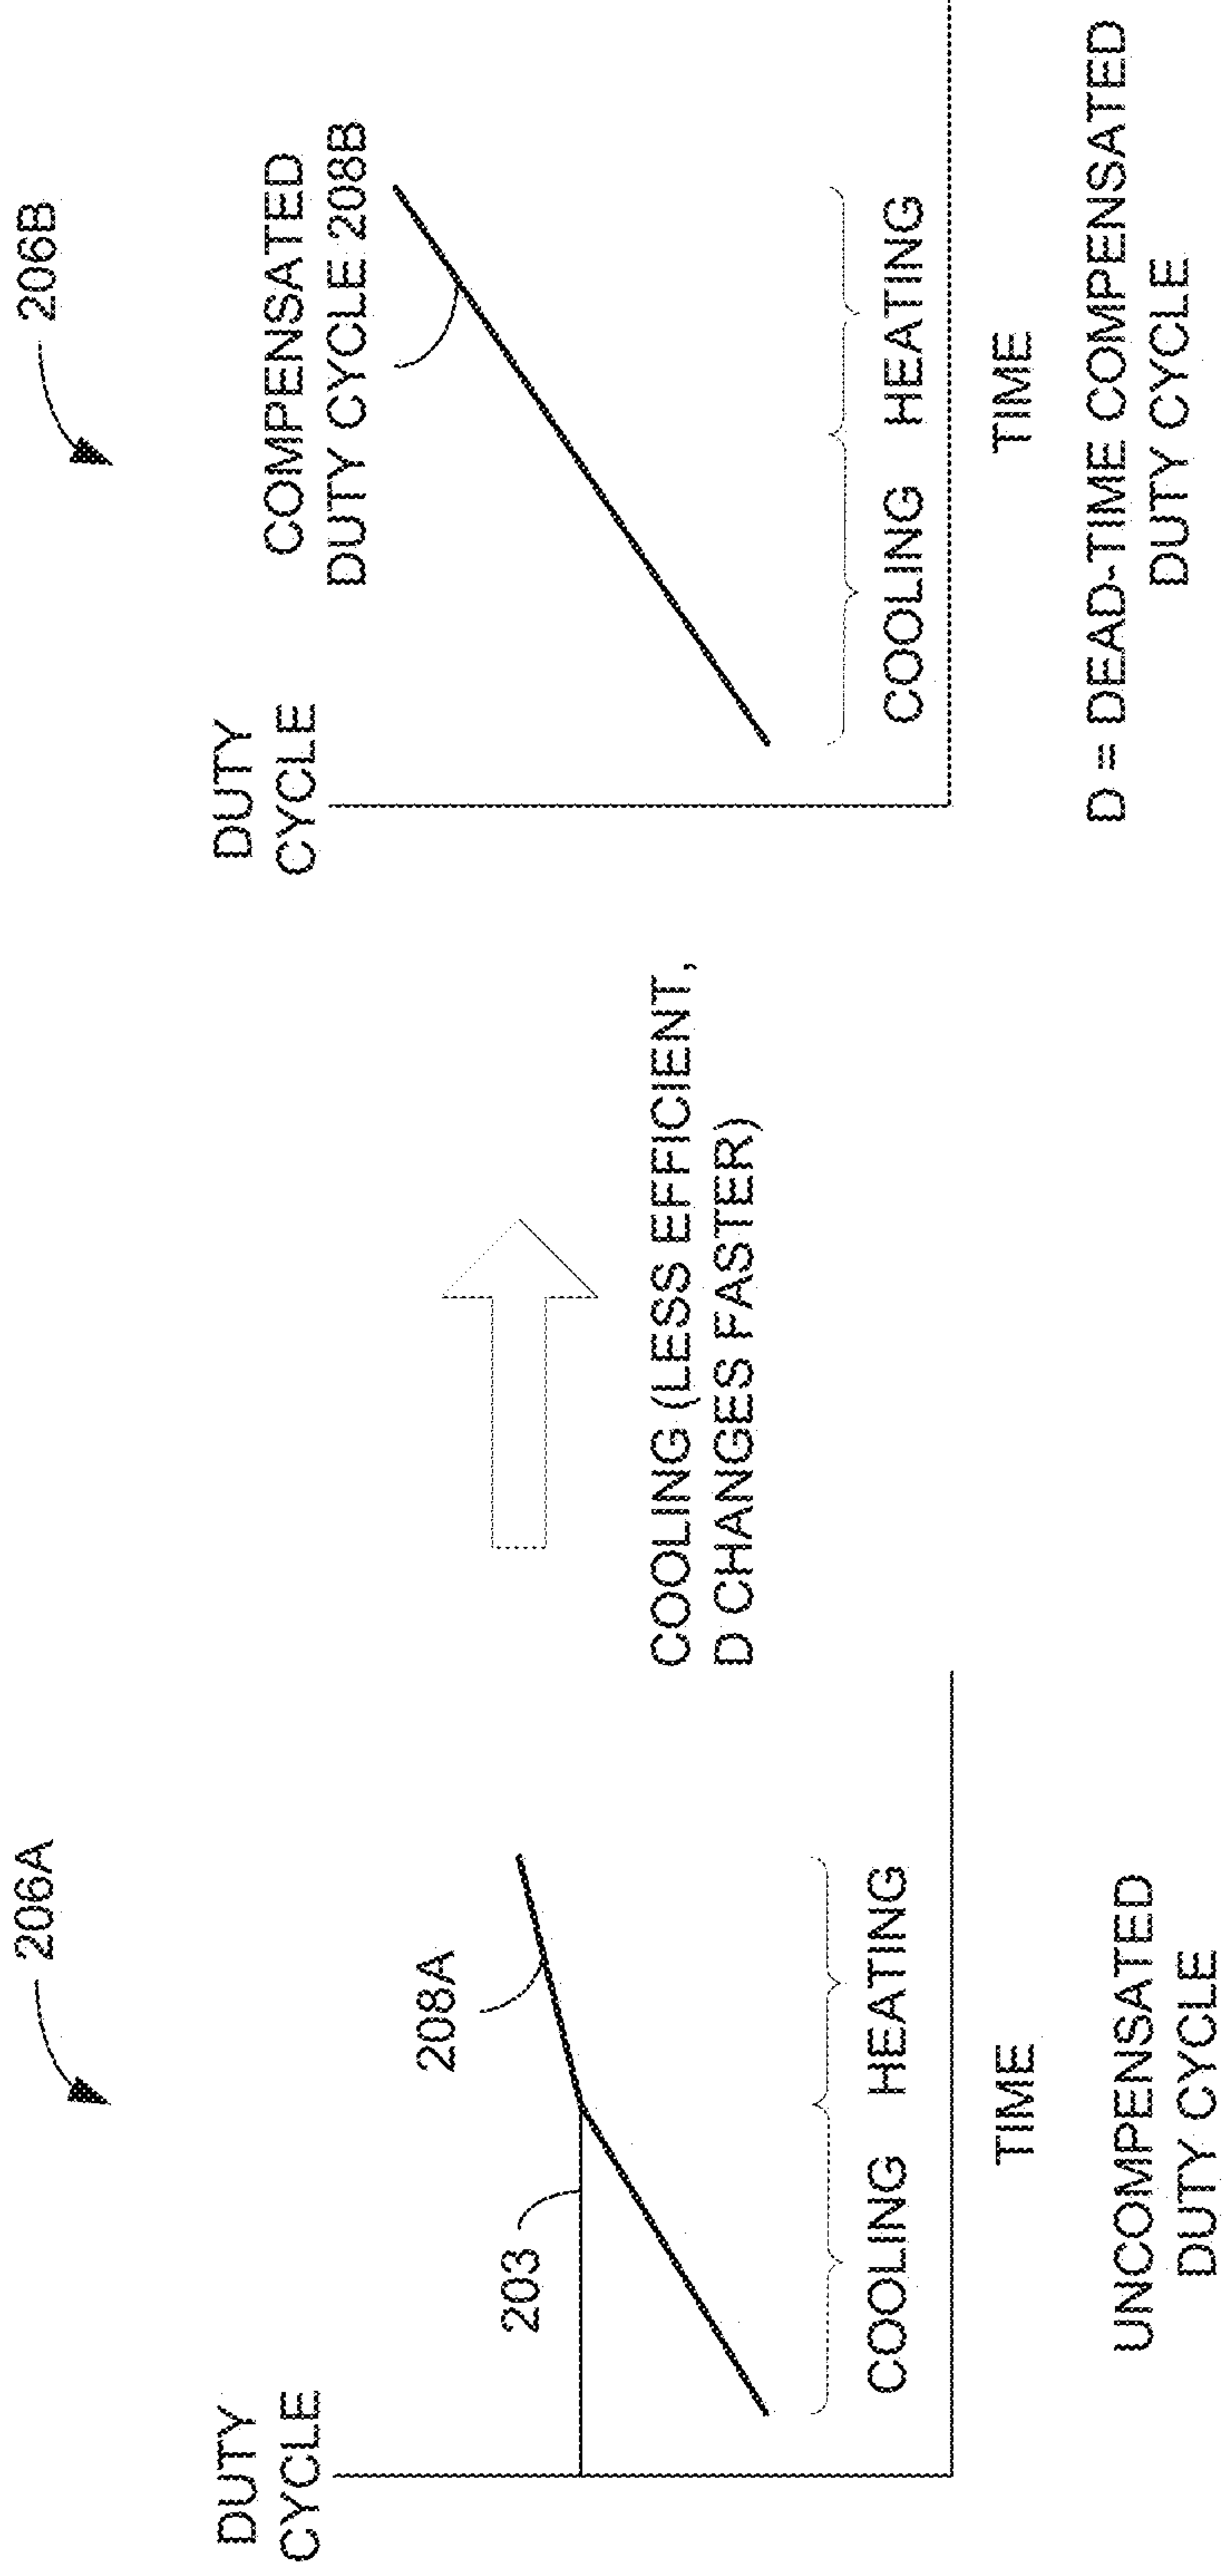 206A
DUTY
CYCLE
208A
203
COOLING HEATING
TIME
UNCOMPENSATED
DUTY CYCLE
COOLING (LESS EFFICIENT,
D CHANGES FASTER)
206B
DUTY
CYCLE
COMPENSATED
DUTY CYCLE 208B
COOLING HEATING
TIME
D = DEAD-TIME COMPENSATED
DUTY CYCLE